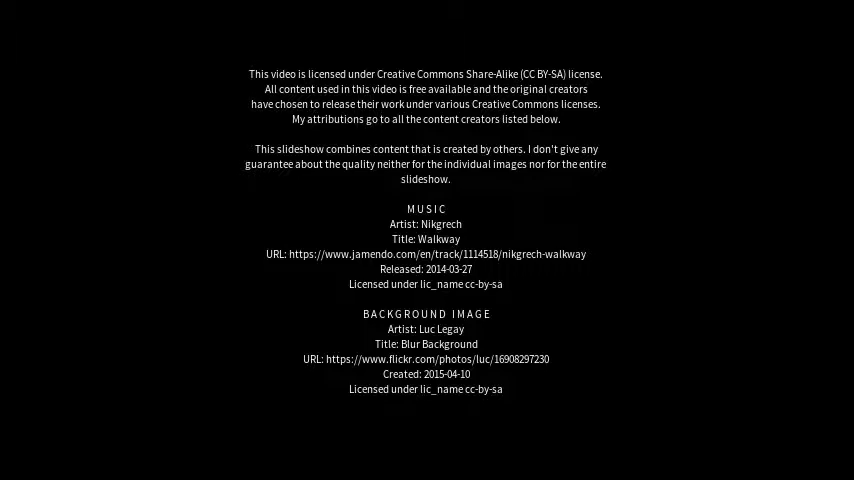 This video is licensed under Creative Commons Share-Alike (CC BY-SA) license.
All content used in this video is free available and the original creators
have chosen to release their work under various Creative Commons licenses.
My attributions go to all the content creators listed below.
This slideshow combines content that is created by others. I don't give any
guarantee about the quality neither for the individual images nor for the entire
slideshow.
MUSIC
Artist: Nikgrech
Title: Walkway
URL: https://www.jamendo.com/en/track/1114518/nikgrech-walkway
Released: 2014-03-27
Licensed under lic_name cc-by-sa
BACKGROUND IMAGE
Artist: Luc Legay
Title: Blur Background
URL: https://www.flickr.com/photos/luc/16908297230
Created: 2015-04-10
Licensed under lic_name cc-by-sa